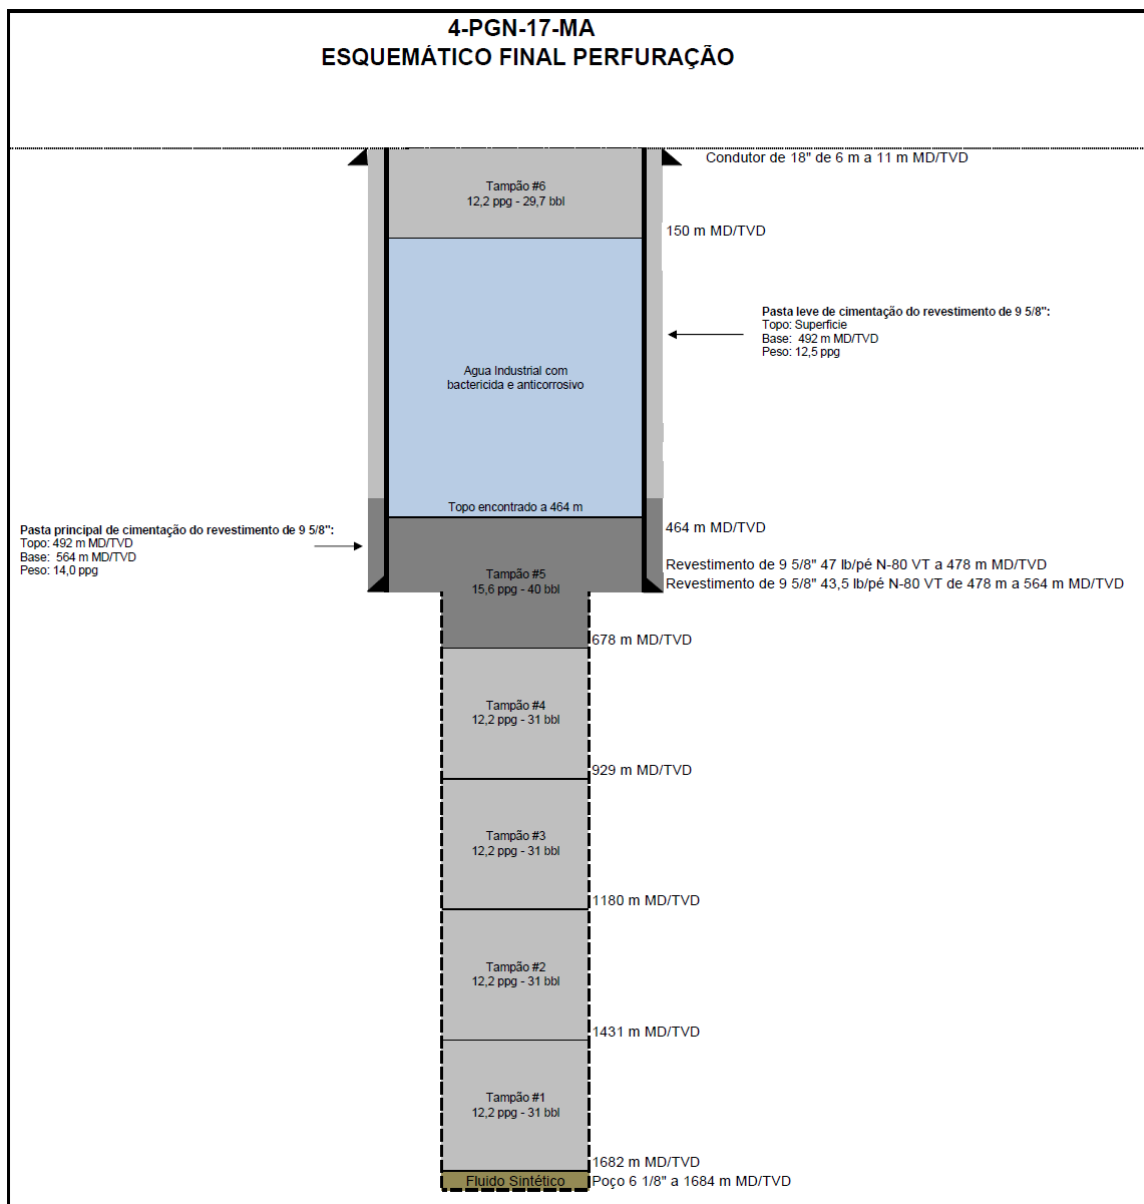 4-PGN-17-MA
ESQUEMÁTICO FINAL PERFURAÇÃO
Condutor de 18" de 6 m a 11 m MD/TVD
Tampão #6
12,2 ppg - 29,7 bbl
150 m MD/TVD
Pasta leve de cimentação do revestimento de 9 5/8":
Topo: Superficie
Base: 492 m MD/TVD
Peso: 12,5 ppg
Agua Industrial com
bactericida e anticorrosivo
Topo encontrado a 464 m
464 m MD/TVD
Pasta principal de cimentação do revestimento de 9 5/8":
Topo: 492 m MD/TVD
Base: 564 m MD/TVD
Peso: 14,0 ppg
Tampão #5
15,6 ppg - 40 bbl
Revestimento de 9 5/8" 47 lb/pé N-80 VT a 478 m MD/TVD
Revestimento de 9 5/8" 43,5 lb/pé N-80 VT de 478 m a 564 m MD/TVD
678 m MD/TVD
Tampão #4
12,2 ppg - 31 bbl
929 m MD/TVD
Tampão #3
12,2 ppg - 31 bbl
1180 m MD/TVD
Tampão #2
12,2 ppg - 31 bbl
1431 m MD/TVD
Tampão #1
12,2 ppg - 31 bbl
1682 m MD/TVD
Fluido Sintético
Poço 6 1/8" a 1684 m MD/TVD